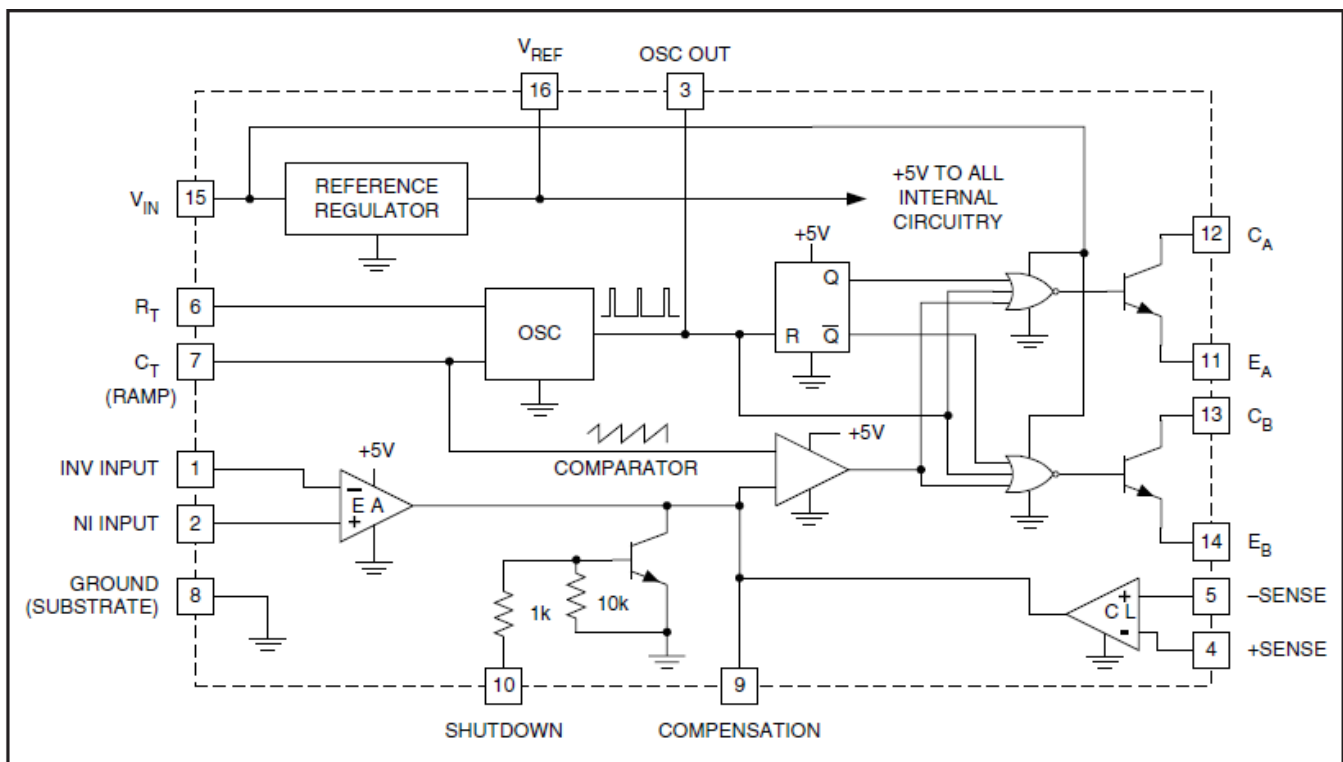 VREF
OSC OUT
16
3
VIN
15
REFERENCE
REGULATOR
+5V TO ALL
INTERNAL
CIRCUITRY
12
CA
+5V
Q
RT
6
OSC
R
Q̅
CT
7
(RAMP)
11
EA
13
CB
+5V
COMPARATOR
INV INPUT
1
+5V
−
E A
+
NI INPUT
2
14
EB
GROUND
(SUBSTRATE)
8
1k
10k
+
C L
-
5
–SENSE
4
+SENSE
10
9
SHUTDOWN
COMPENSATION